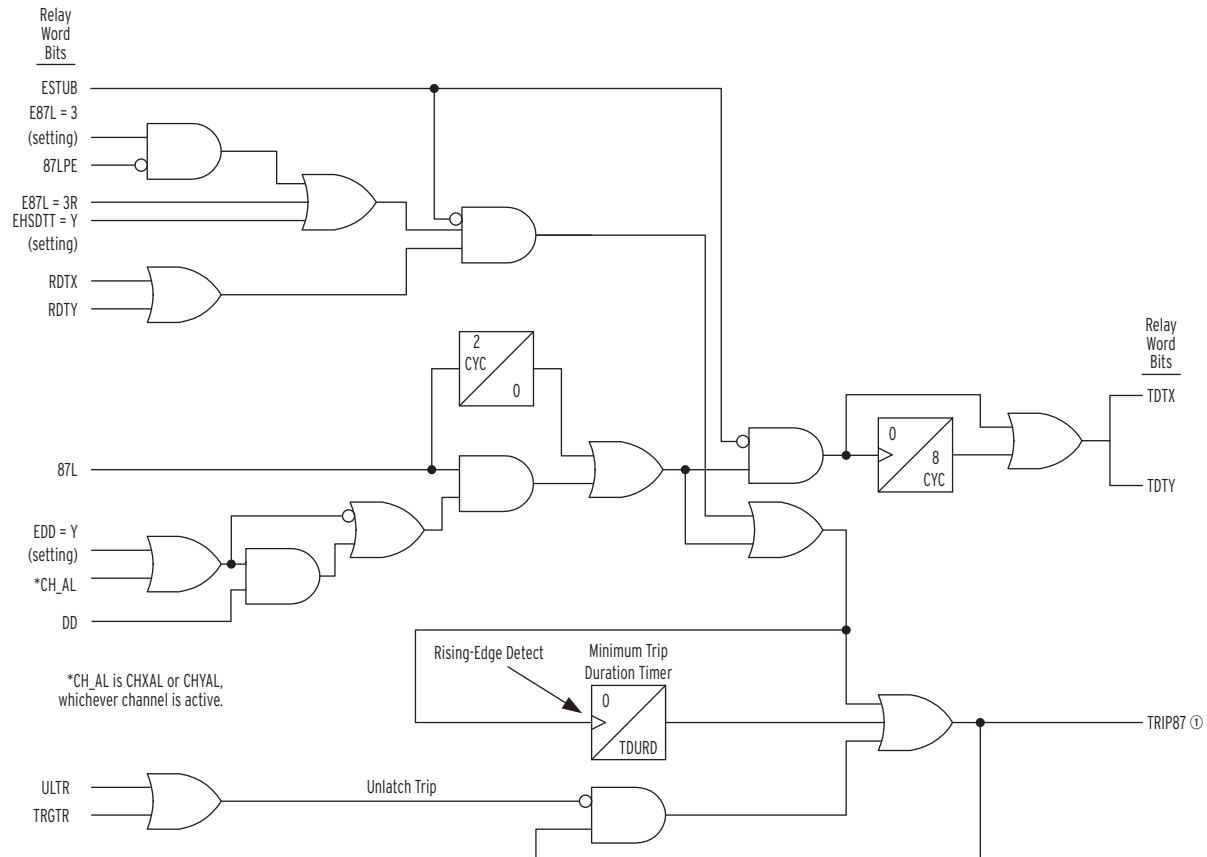 Relay
Word
Bits
ESTUB
E87L = 3
(setting)
87LPE
E87L = 3R
EHSDTT = Y
(setting)
RDTX
RDTY
2
CYC
0
Relay
Word
Bits
TDTX
0
8
CYC
TDTY
87L
EDD = Y
(setting)
*CH_AL
DD
*CH_AL is CHXAL or CHYAL,
whichever channel is active.
Rising-Edge Detect
Minimum Trip
Duration Timer
0
TDURD
TRIP87 ①
ULTR
TRGTR
Unlatch Trip